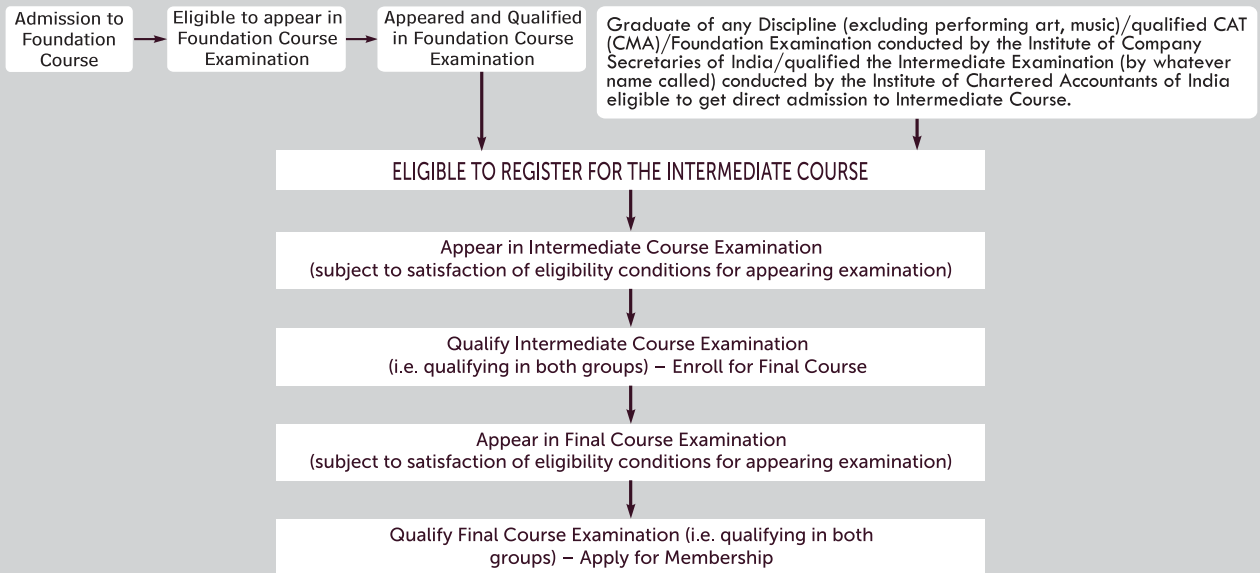 Admission to
Foundation
Course
Eligible to appear in
Foundation Course
Examination
Appeared and Qualified
in Foundation Course
Examination
Graduate of any Discipline (excluding performing art, music)/qualified CAT
(CMA)/Foundation Examination conducted by the Institute of Company
Secretaries of India/qualified the Intermediate Examination (by whatever
name called) conducted by the Institute of Chartered Accountants of India
eligible to get direct admission to Intermediate Course.
ELIGIBLE TO REGISTER FOR THE INTERMEDIATE COURSE
Appear in Intermediate Course Examination
(subject to satisfaction of eligibility conditions for appearing examination)
Qualify Intermediate Course Examination
(i.e. qualifying in both groups) – Enroll for Final Course
Appear in Final Course Examination
(subject to satisfaction of eligibility conditions for appearing examination)
Qualify Final Course Examination (i.e. qualifying in both
groups) – Apply for Membership